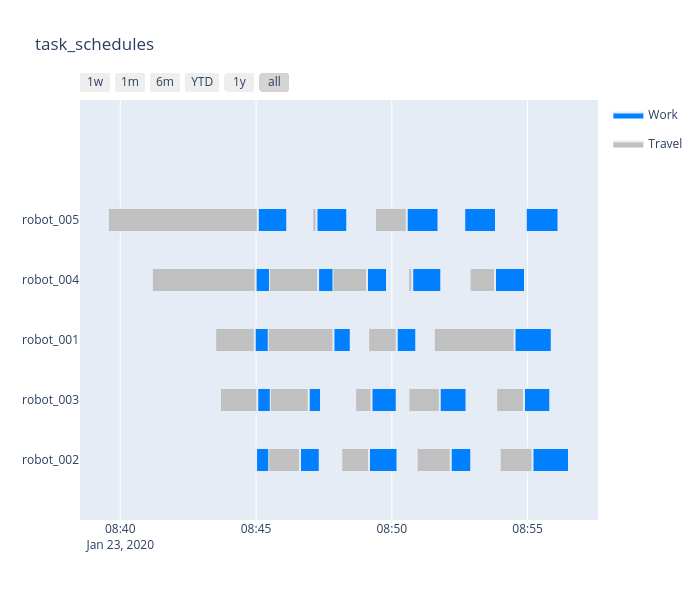 task_schedules
1w 1m 6m YTD 1y all
Work
Travel
robot_005
robot_004
robot_001
robot_003
robot_002
08:40 08:45 08:50 08:55
Jan 23, 2020